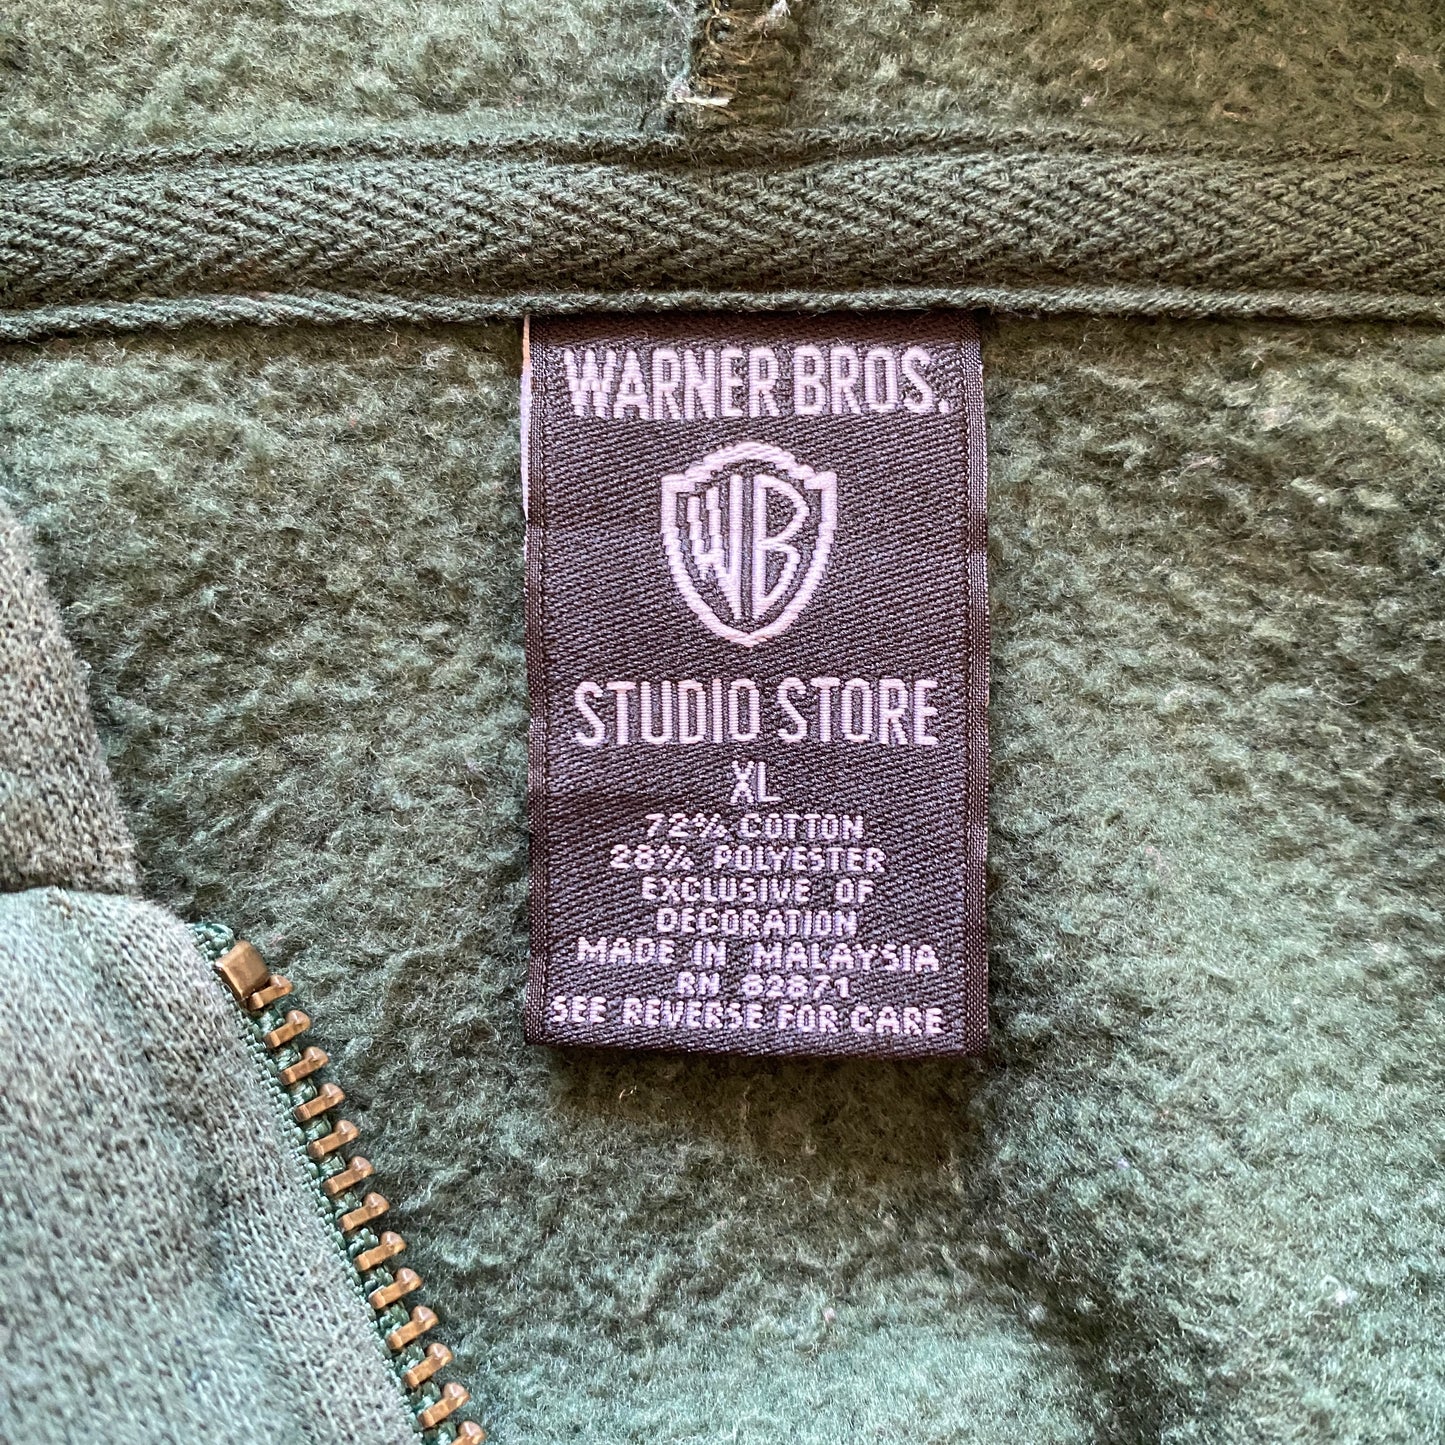 WARNER BROS.
WB
STUDIO STORE
XL
72% COTTON
28% POLYESTER
EXCLUSIVE OF
DECORATION
MADE IN MALAYSIA
RN 82871
SEE REVERSE FOR CARE